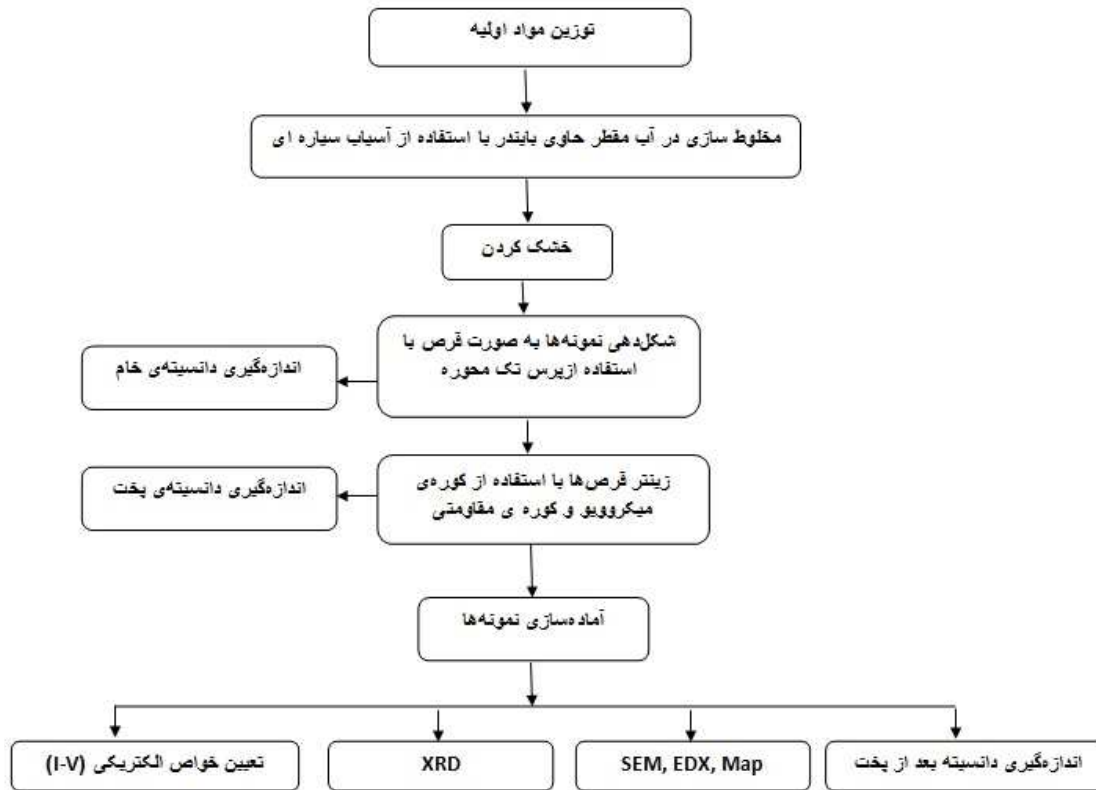 توزین مواد اولیه
مخلوط سازی در آب مقطر حاوی بایندر با استفاده از آسیاب سیاره ای
خشک کردن
شکل‌دهی نمونه‌ها به صورت قرص با
استفاده ازپرس تک محوره
اندازه‌گیری دانسیته‌ی خام
زینتر قرص‌ها با استفاده از کوره‌ی
میکروویو و کوره ی مقاومتی
اندازه‌گیری دانسیته‌ی پخت
آماده‌سازی نمونه‌ها
اندازه‌گیری دانسیته بعد از پخت
SEM, EDX, Map
XRD
تعیین خواص الکتریکی (I-V)